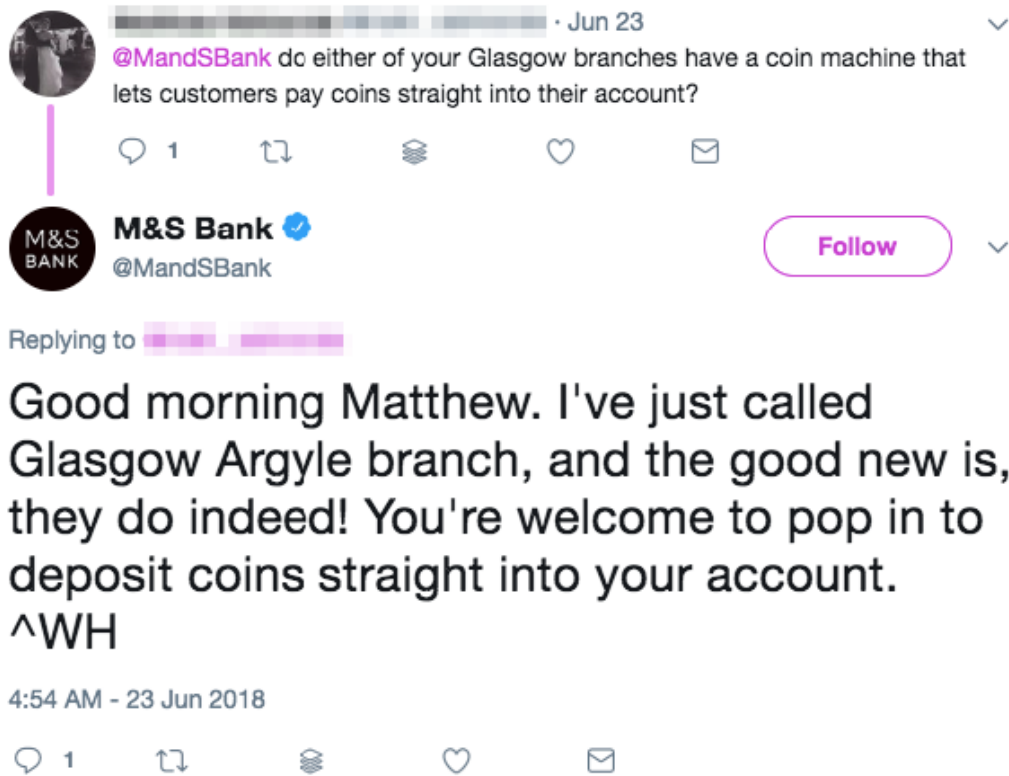 · Jun 23
@MandSBank do either of your Glasgow branches have a coin machine that
lets customers pay coins straight into their account?
1
M&S BANK
M&S Bank
@MandSBank
Follow
Replying to
Good morning Matthew. I've just called
Glasgow Argyle branch, and the good new is,
they do indeed! You're welcome to pop in to
deposit coins straight into your account.
^WH
4:54 AM - 23 Jun 2018
1